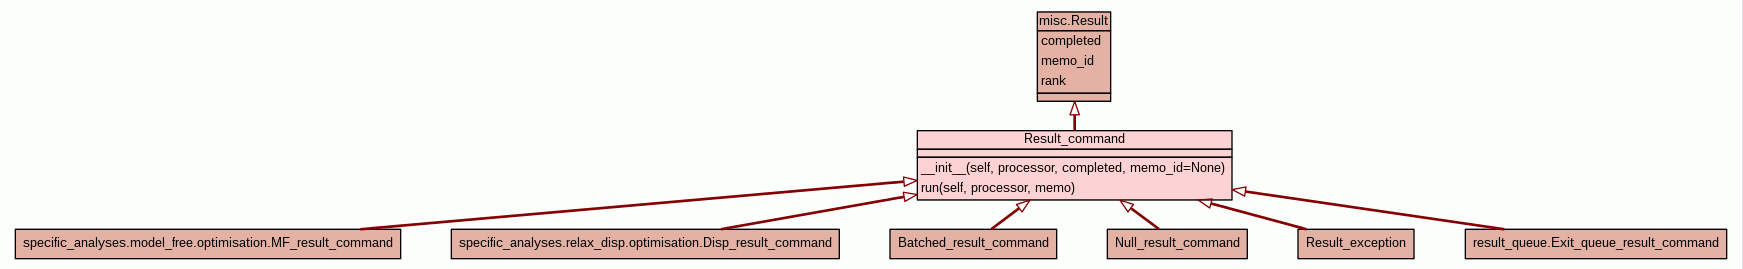 misc.Result
completed
memo_id
rank
Result_command
__init__(self, processor, completed, memo_id=None)
run(self, processor, memo)
specific_analyses.model_free.optimisation.MF_result_command
specific_analyses.relax_disp.optimisation.Disp_result_command
Batched_result_command
Null_result_command
Result_exception
result_queue.Exit_queue_result_command